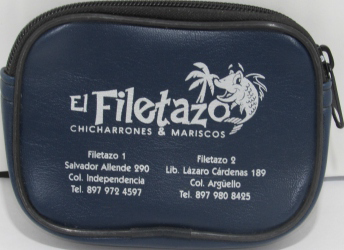 El Filetazo
CHICHARRONES & MARISCOS
Filetazo 1
Salvador Allende 290
Col. Independencia
Tel. 897 972 4597
Filetazo 2
Lib. Lázaro Cárdenas 189
Col. Argüello
Tel. 897 980 8425